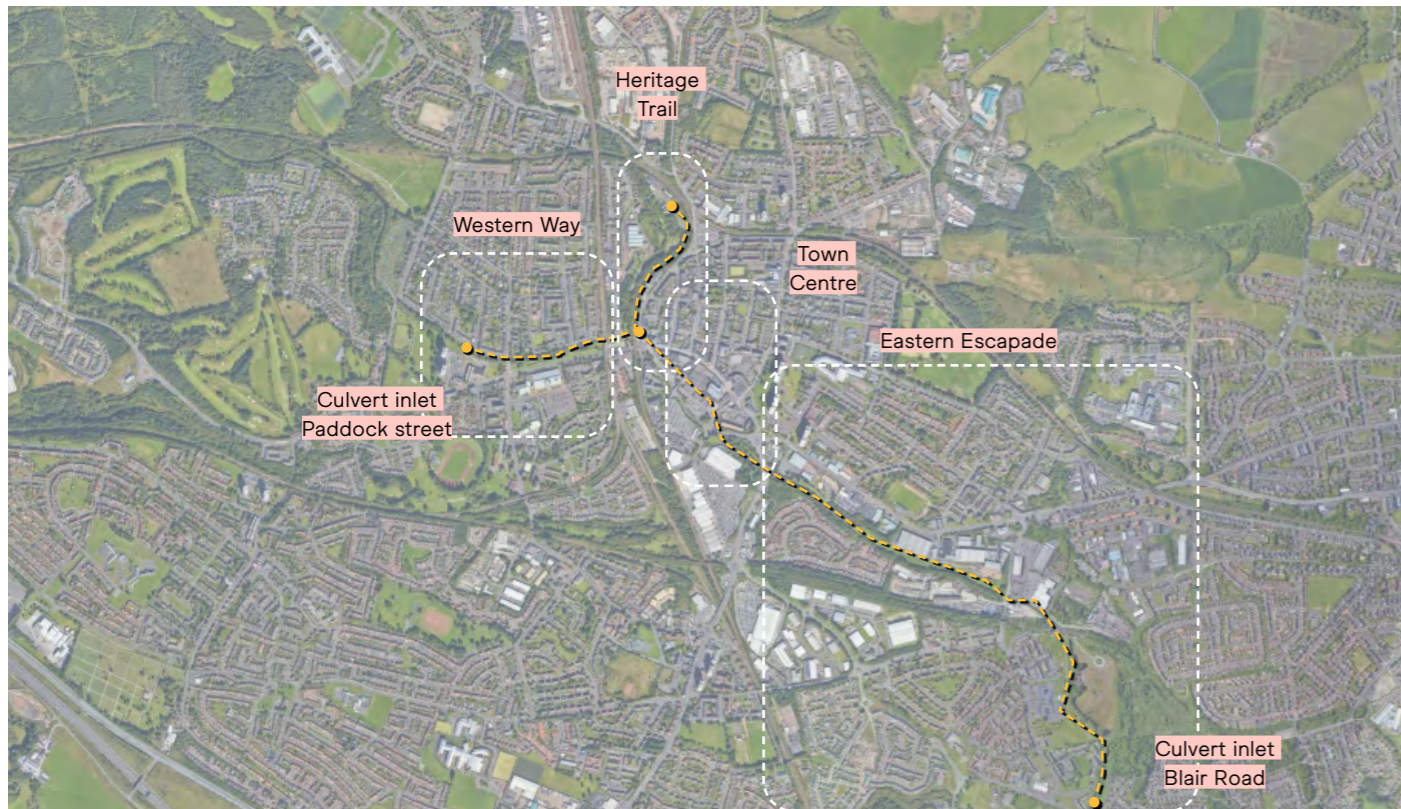 Heritage
Trail
Western Way
Town
Centre
Eastern Escapade
Culvert inlet
Paddock street
Culvert inlet
Blair Road